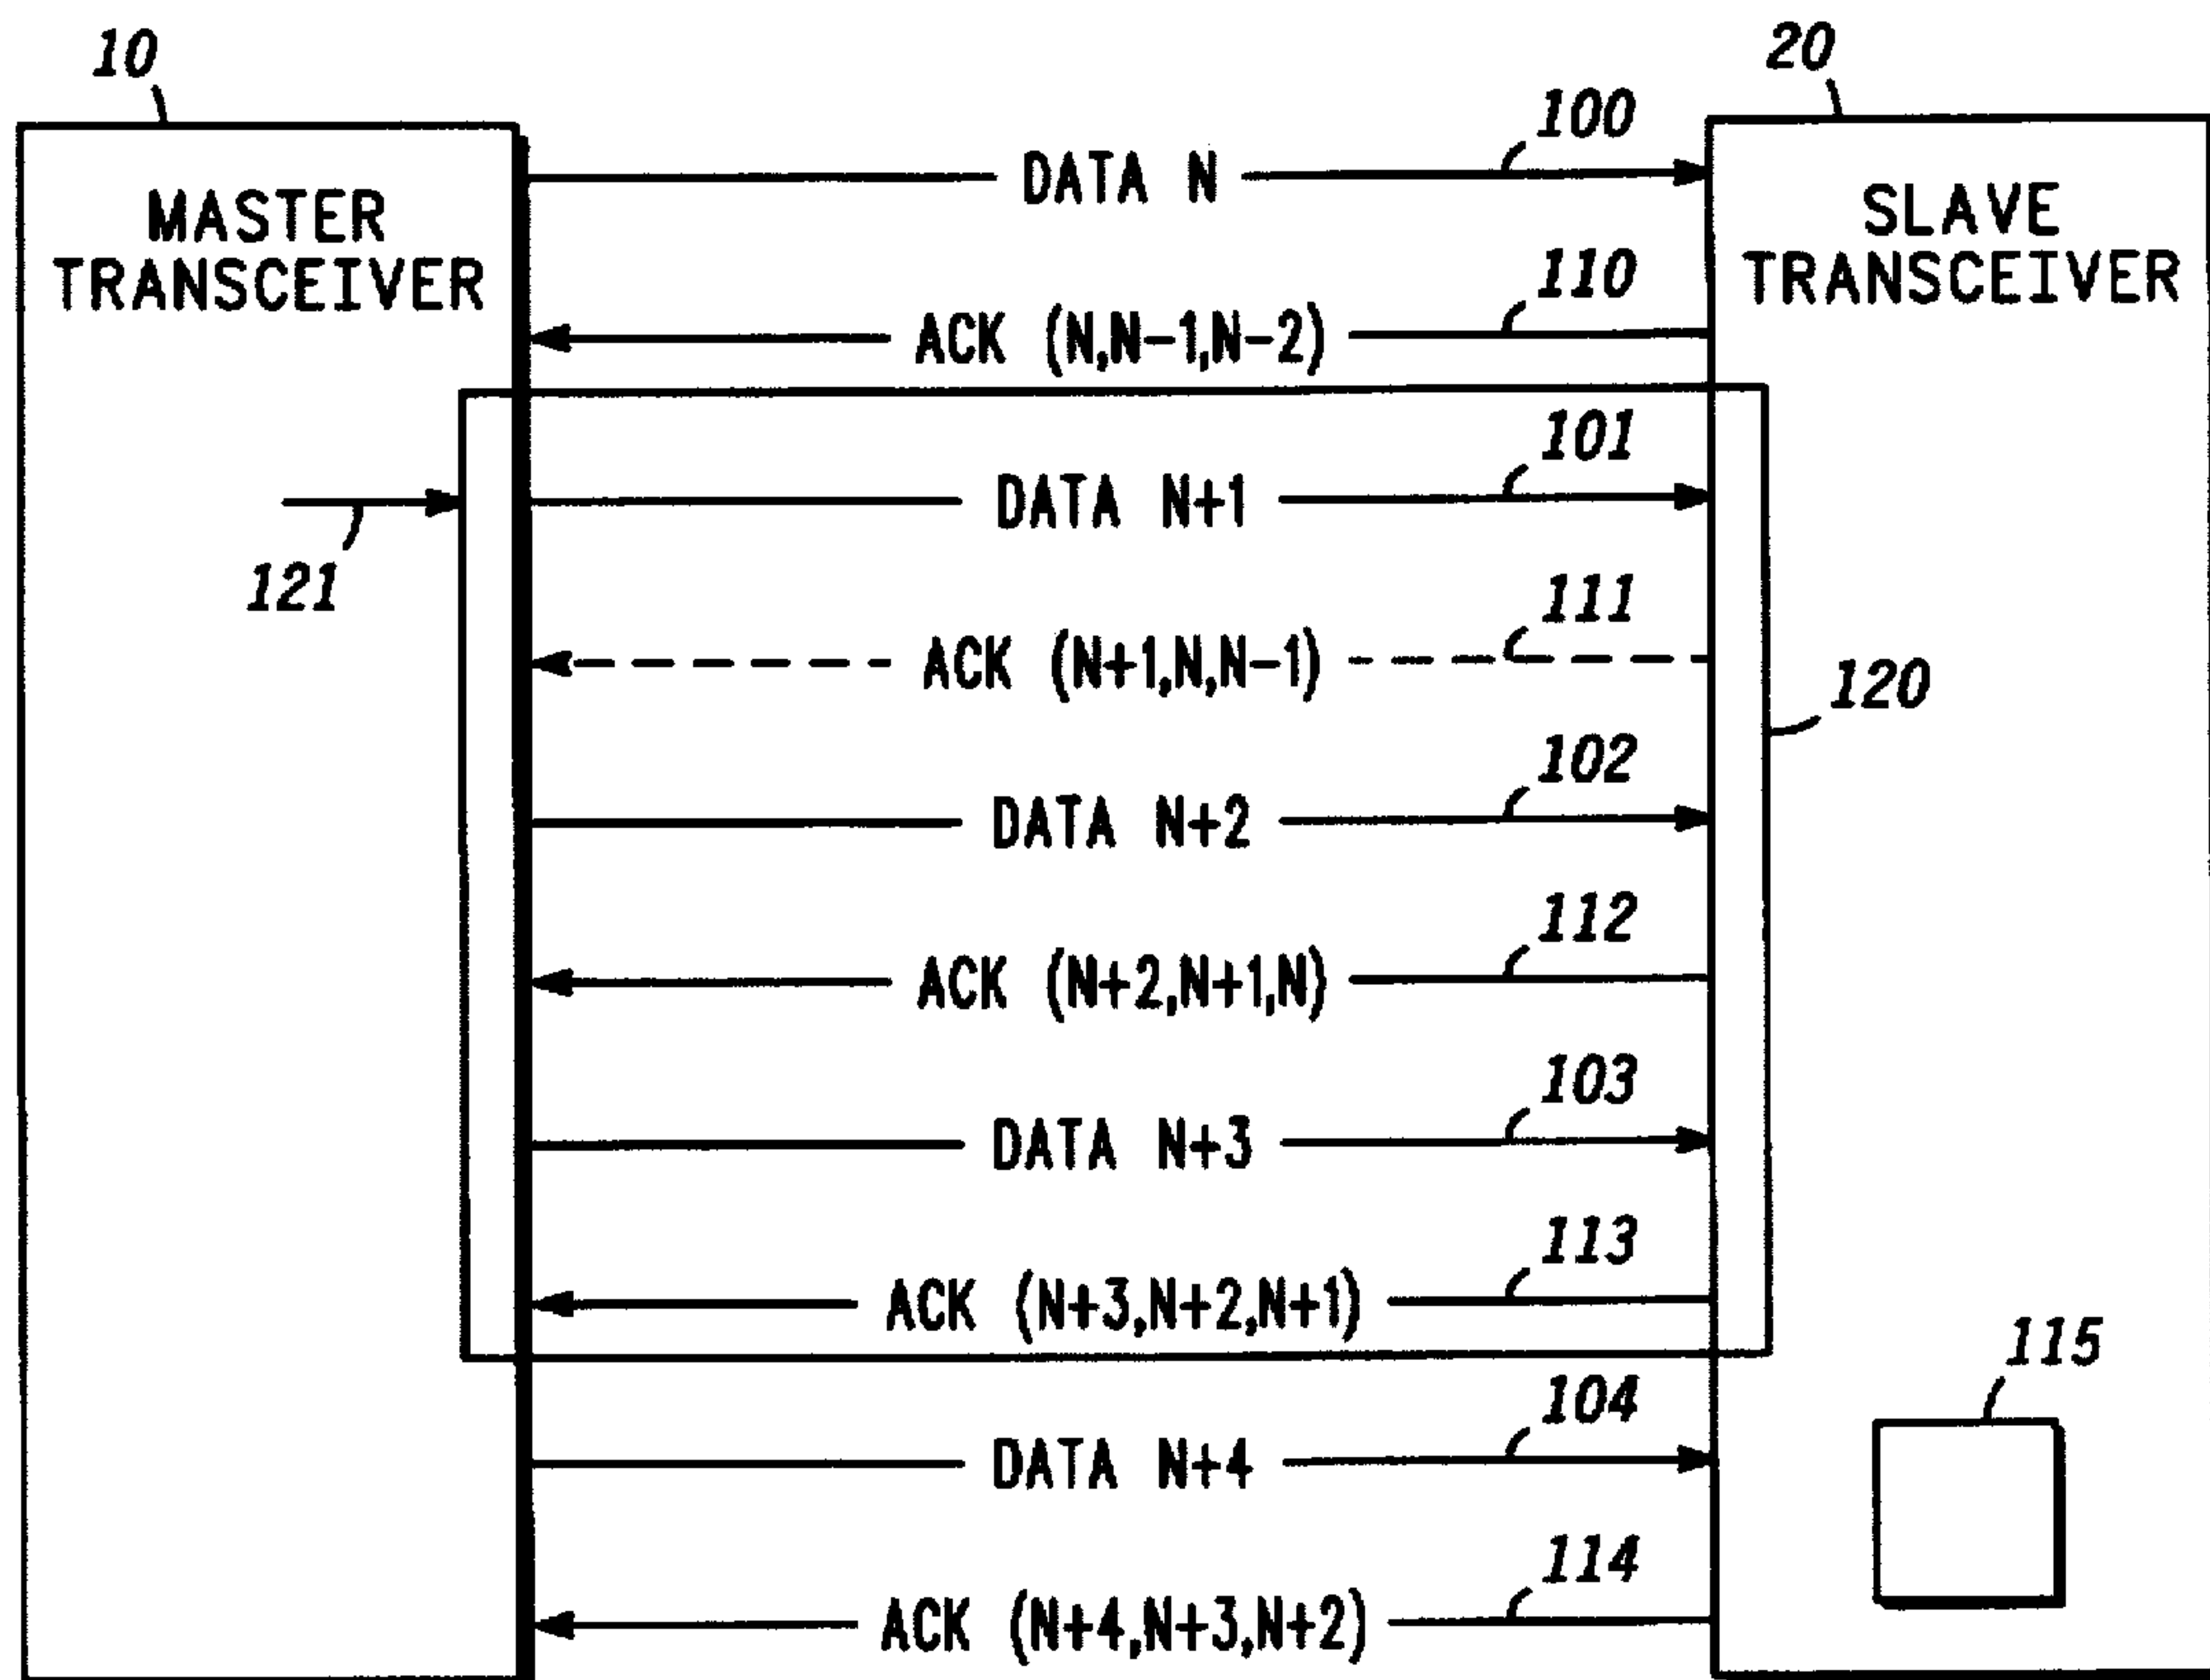 10
20
MASTER
TRANSCEIVER
SLAVE
TRANSCEIVER
100
DATA N
110
ACK (N,N-1,N-2)
101
DATA N+1
121
111
ACK (N+1,N,N-1)
120
102
DATA N+2
112
ACK (N+2,N+1,N)
103
DATA N+3
113
ACK (N+3,N+2,N+1)
115
104
DATA N+4
114
ACK (N+4,N+3,N+2)